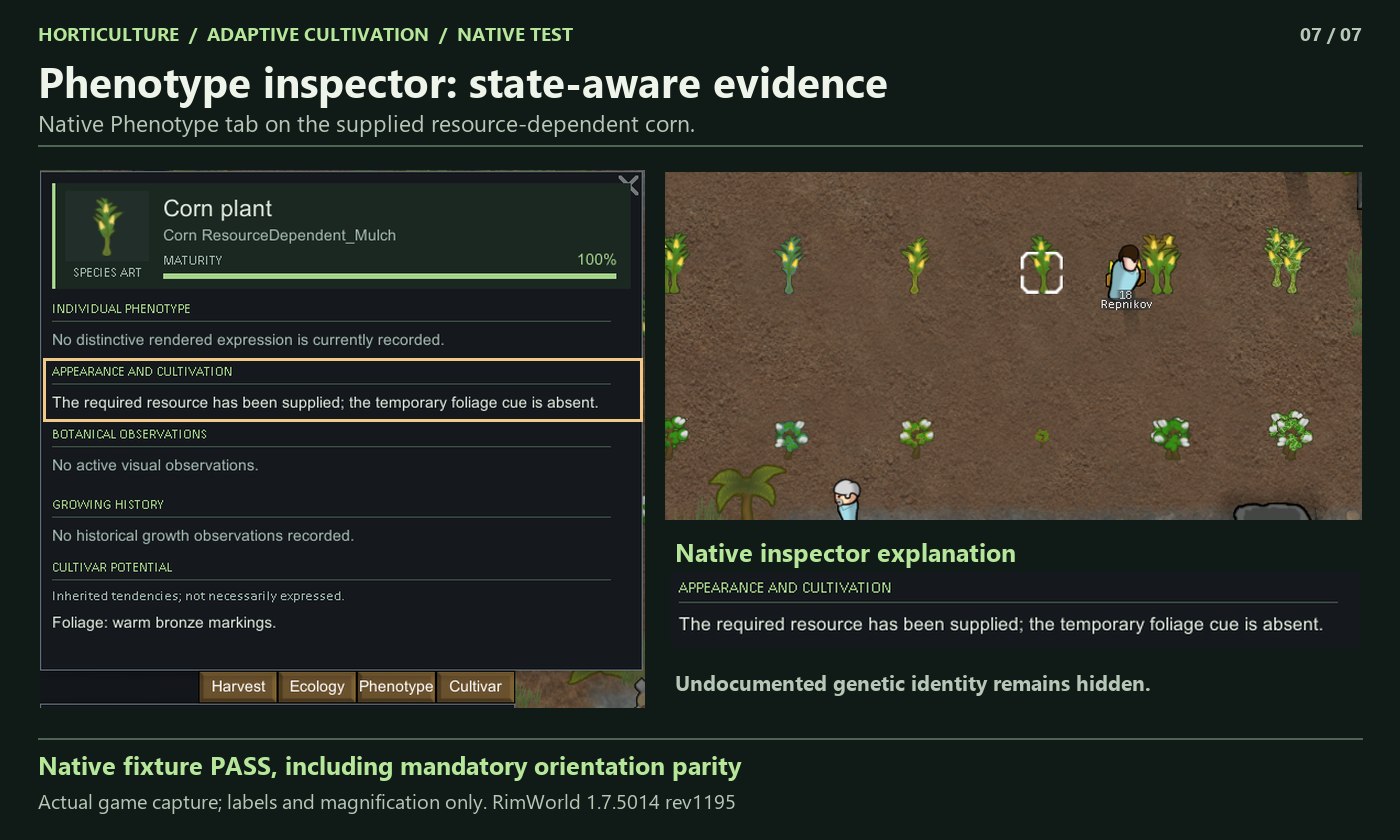 HORTICULTURE / ADAPTIVE CULTIVATION / NATIVE TEST
07 / 07
Phenotype inspector: state-aware evidence
Native Phenotype tab on the supplied resource-dependent corn.
Corn plant
Corn ResourceDependent_Mulch
MATURITY
100%
SPECIES ART
INDIVIDUAL PHENOTYPE
No distinctive rendered expression is currently recorded.
APPEARANCE AND CULTIVATION
The required resource has been supplied; the temporary foliage cue is absent.
BOTANICAL OBSERVATIONS
No active visual observations.
GROWING HISTORY
No historical growth observations recorded.
CULTIVAR POTENTIAL
Inherited tendencies; not necessarily expressed.
Foliage: warm bronze markings.
Harvest
Ecology
Phenotype
Cultivar
18
Repnikov
Native inspector explanation
APPEARANCE AND CULTIVATION
The required resource has been supplied; the temporary foliage cue is absent.
Undocumented genetic identity remains hidden.
Native fixture PASS, including mandatory orientation parity
Actual game capture; labels and magnification only. RimWorld 1.7.5014 rev1195